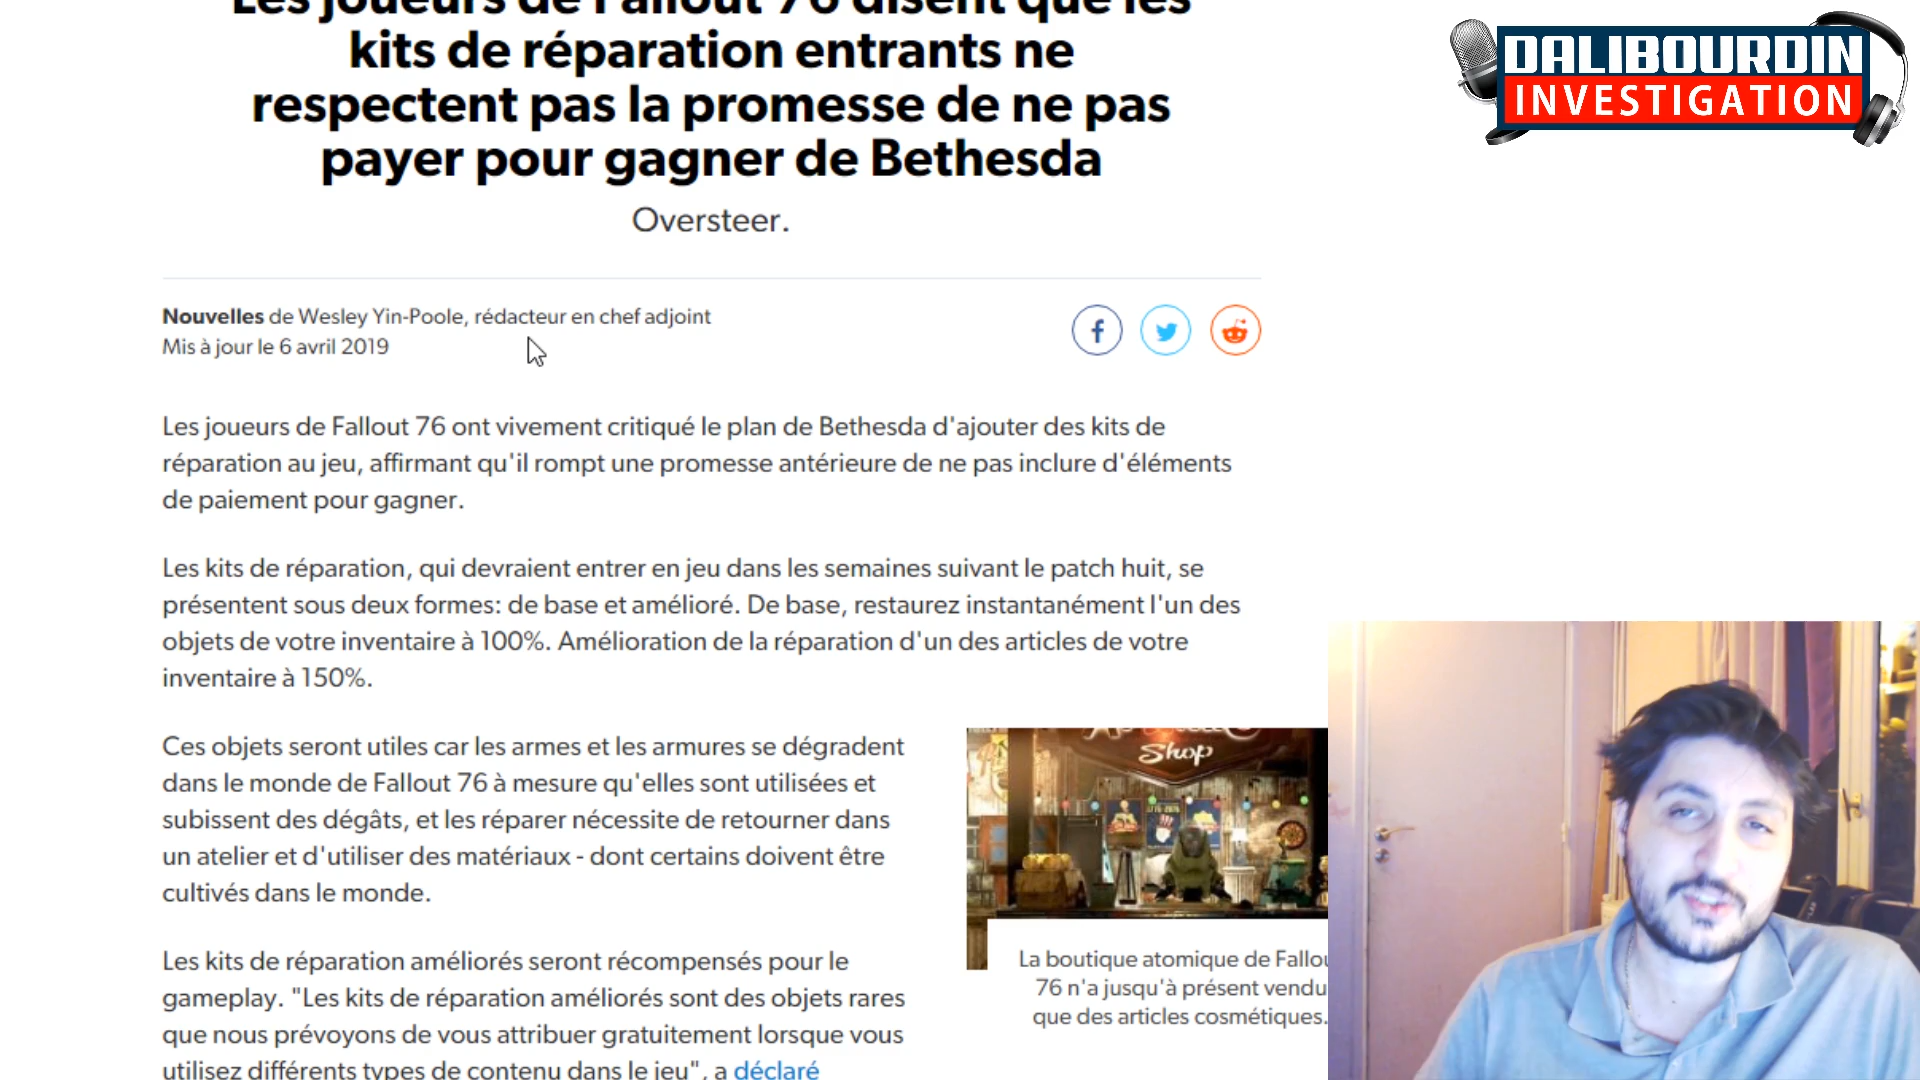 Les joueurs de Fallout 76 disent que les
kits de réparation entrants ne
respectent pas la promesse de ne pas
payer pour gagner de Bethesda
Oversteer.
Nouvelles de Wesley Yin-Poole, rédacteur en chef adjoint
Mis à jour le 6 avril 2019
Les joueurs de Fallout 76 ont vivement critiqué le plan de Bethesda d'ajouter des kits de
réparation au jeu, affirmant qu'il rompt une promesse antérieure de ne pas inclure d'éléments
de paiement pour gagner.
Les kits de réparation, qui devraient entrer en jeu dans les semaines suivant le patch huit, se
présentent sous deux formes: de base et amélioré. De base, restaurez instantanément l'un des
objets de votre inventaire à 100%. Amélioration de la réparation d'un des articles de votre
inventaire à 150%.
Ces objets seront utiles car les armes et les armures se dégradent
dans le monde de Fallout 76 à mesure qu'elles sont utilisées et
subissent des dégâts, et les réparer nécessite de retourner dans
un atelier et d'utiliser des matériaux - dont certains doivent être
cultivés dans le monde.
Les kits de réparation améliorés seront récompensés pour le
gameplay. "Les kits de réparation améliorés sont des objets rares
que nous prévoyons de vous attribuer gratuitement lorsque vous
utilisez différents types de contenu dans le jeu", a déclaré
Shop
La boutique atomique de Fallou
76 n'a jusqu'à présent vendu
que des articles cosmétiques.
DALIBOURDIN
INVESTIGATION